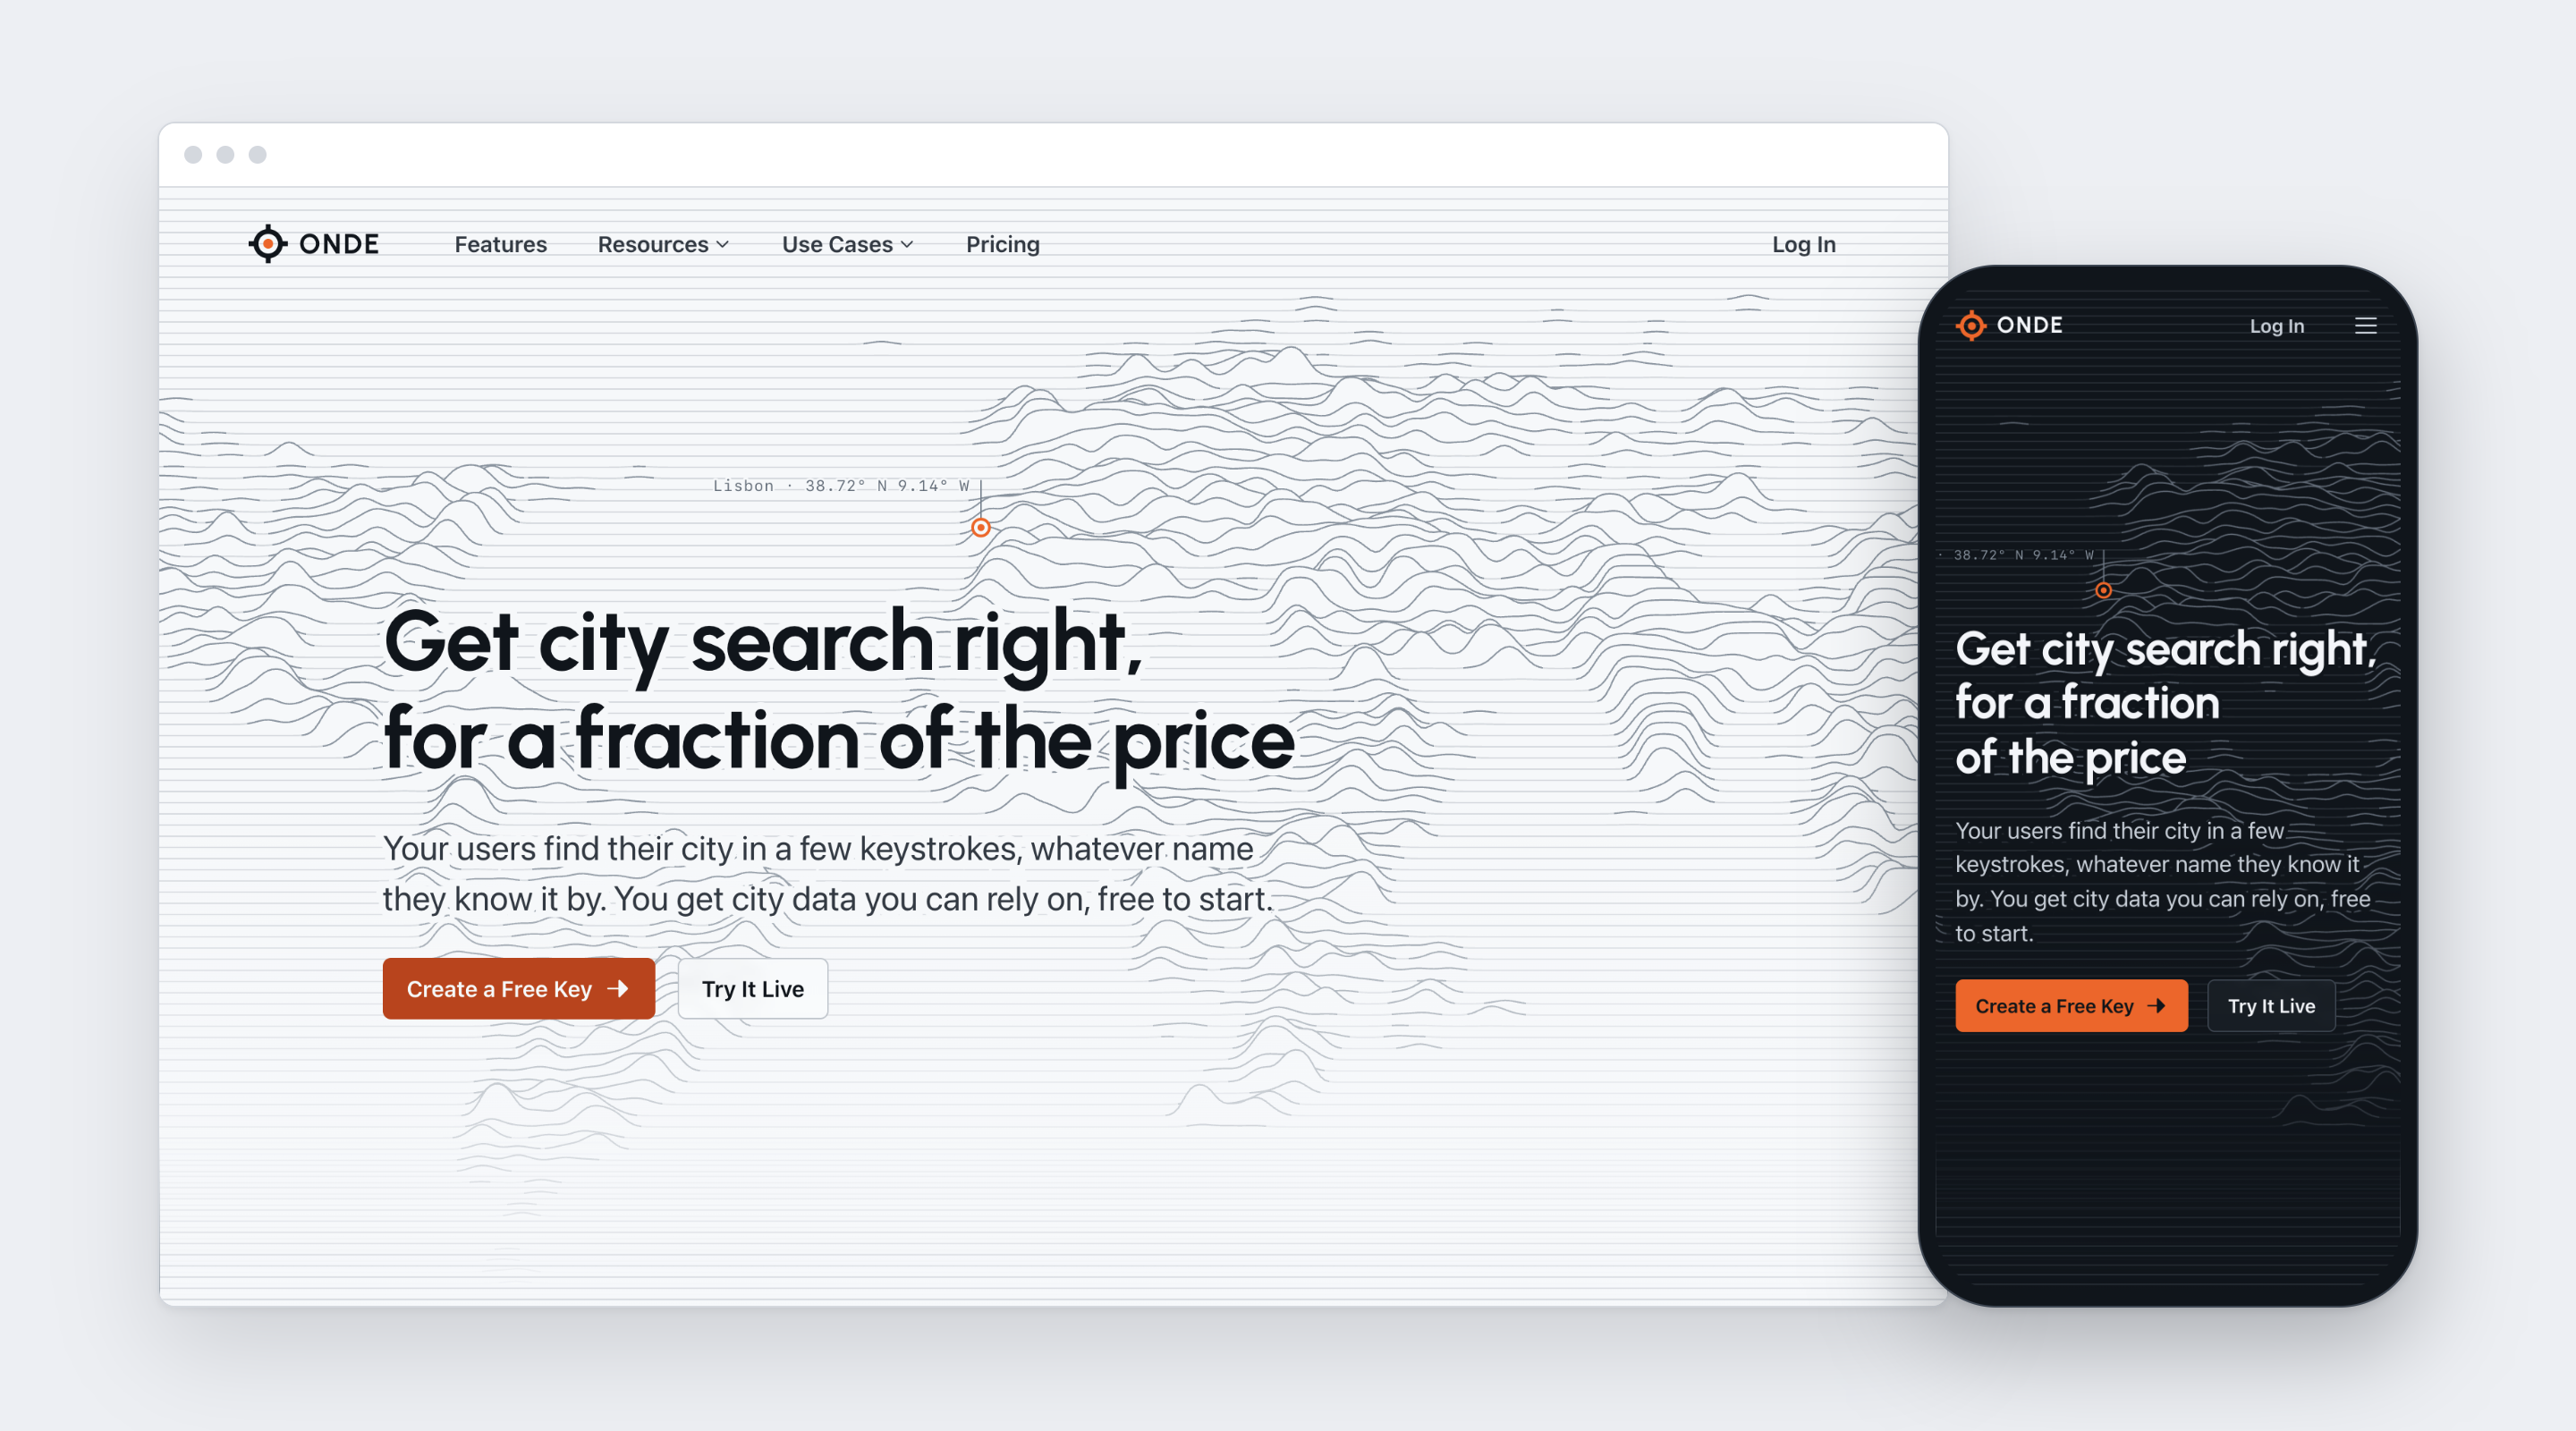 ONDE
Features
Resources
Use Cases
Pricing
Log In
Lisbon · 38.72° N 9.14° W
Get city search right,
for a fraction of the price
Your users find their city in a few keystrokes, whatever name
they know it by. You get city data you can rely on, free to start.
Create a Free Key
Try It Live
ONDE
Log In
· 38.72° N 9.14° W
Get city search right,
for a fraction
of the price
Your users find their city in a few
keystrokes, whatever name they know it
by. You get city data you can rely on, free
to start.
Create a Free Key
Try It Live